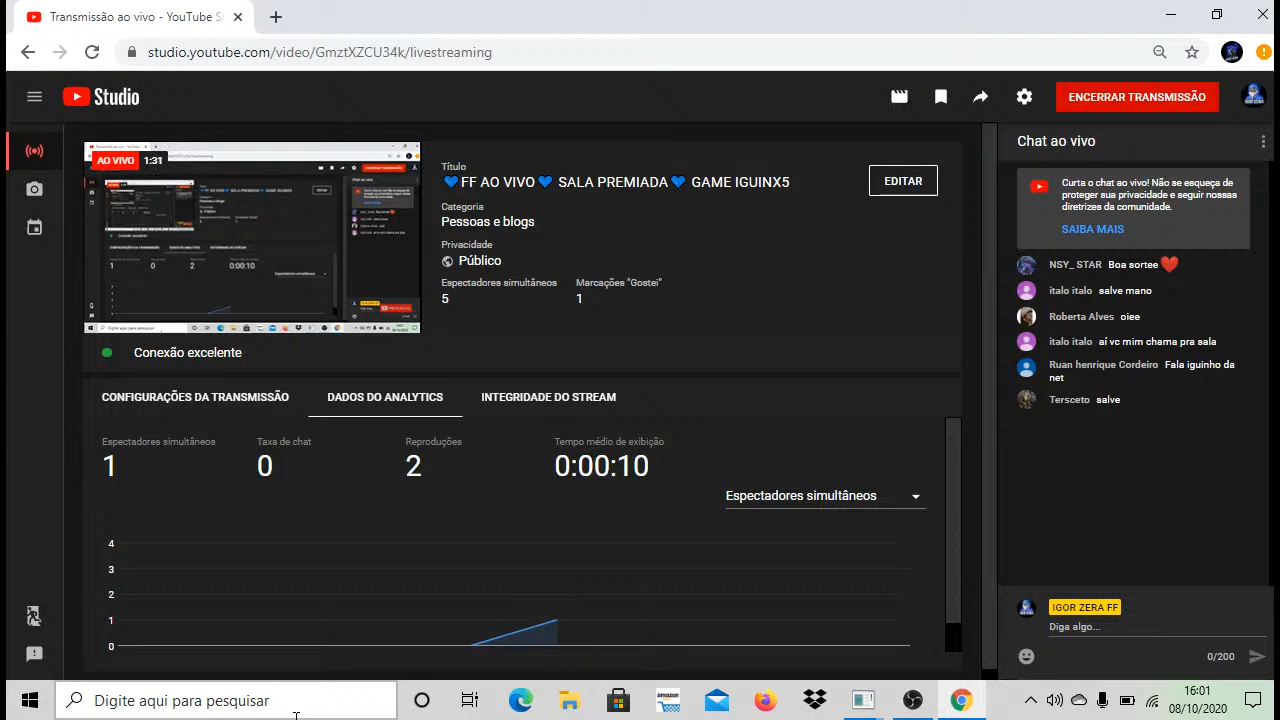 Transmissão ao vivo - YouTube S
studio.youtube.com/video/GmztXZCU34k/livestreaming
Studio
ENCERRAR TRANSMISSÃO
AO VIVO 1:31
Título
💙FF AO VIVO💙 SALA PREMIADA💙 GAME IGUINX5
EDITAR
Categoria
Pessoas e blogs
Privacidade
Público
Espectadores simultâneos Marcações "Gostei"
5 1
Conexão excelente
CONFIGURAÇÕES DA TRANSMISSÃO DADOS DO ANALYTICS INTEGRIDADE DO STREAM
Espectadores simultâneos Taxa de chat Reproduções Tempo médio de exibição
1 0 2 0:00:10
Espectadores simultâneos
4
3
2
1
0
Chat ao vivo
Curta o chat ao vivo! Não se esqueça de
proteger sua privacidade e seguir nossas
diretrizes da comunidade.
SAIBA MAIS
NSY_ STAR Boa sortee❤️
italo italo salve mano
Roberta Alves oiee
italo italo aí vc mim chama pra sala
Ruan henrique Cordeiro Fala iguinho da
net
Tersceto salve
IGOR ZERA FF
Diga algo...
0/200
Digite aqui para pesquisar
amazon
16:01
08/10/2020